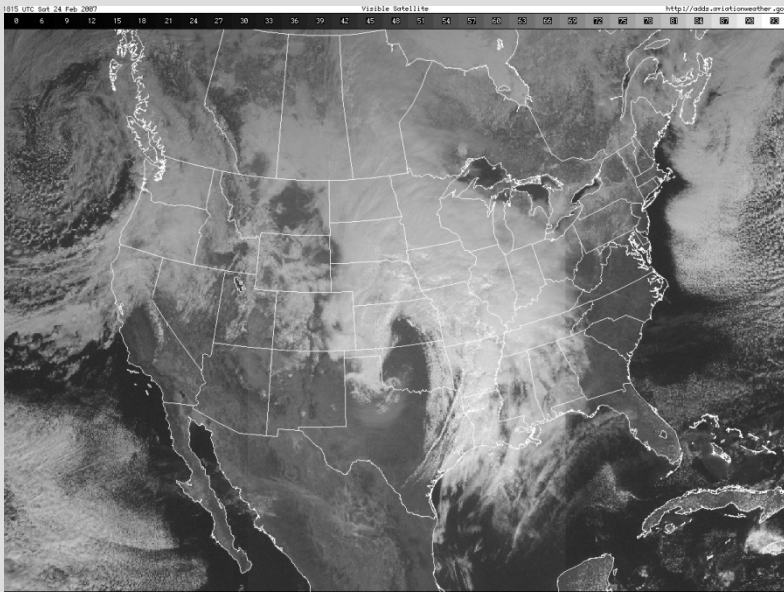 1815 UTC Sat 24 Feb 2007 Visible Satellite http://adds.aviationweather.go
0 6 9 12 15 18 21 24 27 30 33 36 39 42 45 48 51 54 57 60 63 66 69 72 75 78 81 84 87 90 93